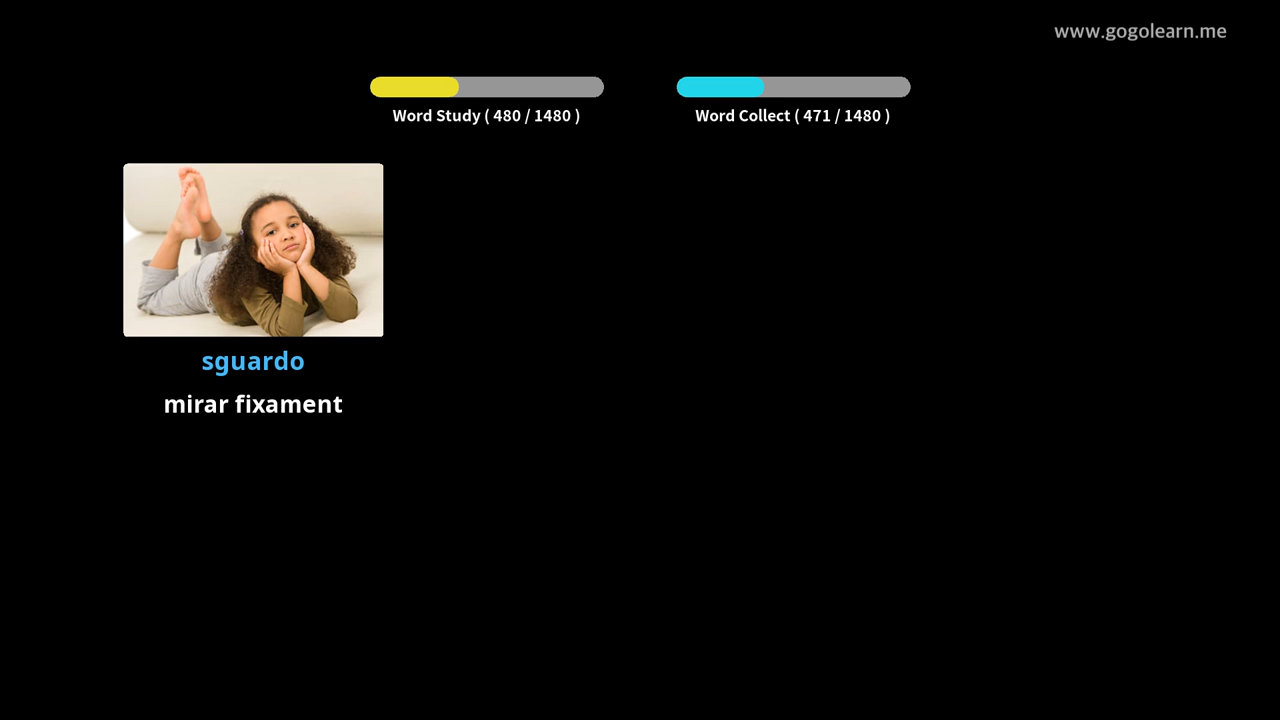 www.gogolearn.me
Word Study ( 480 / 1480 )
Word Collect ( 471 / 1480 )
sguardo
mirar fixament